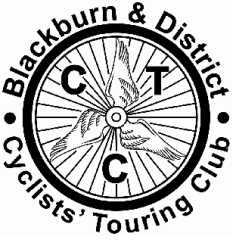 Blackburn & District
C T
C
• Cyclists' Touring Club •